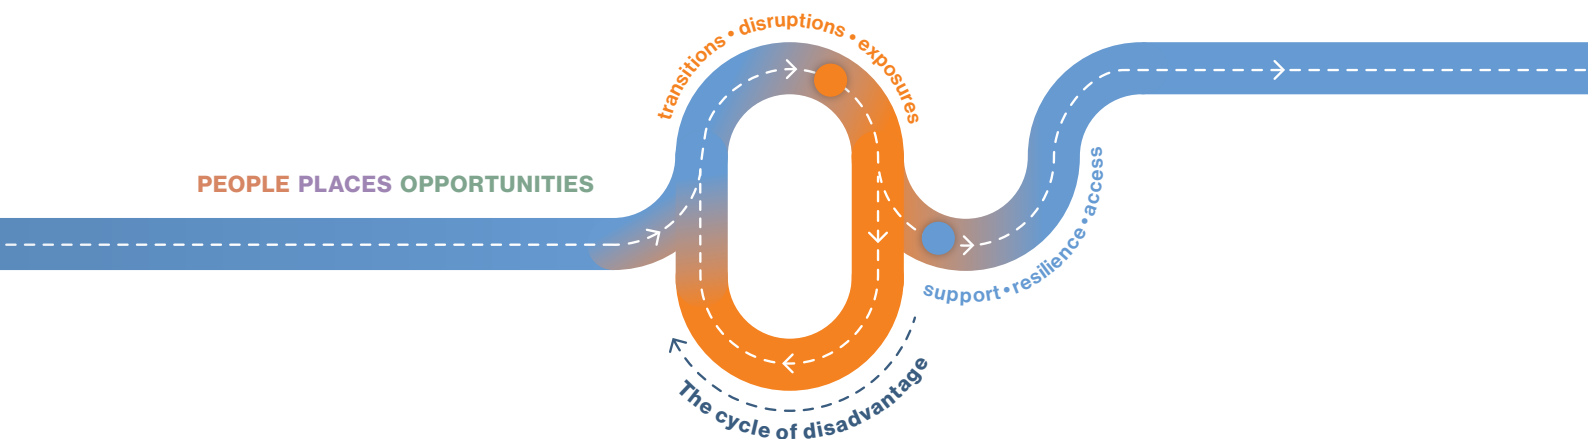 transitions • disruptions • exposures
PEOPLE PLACES OPPORTUNITIES
support • resilience • access
The cycle of disadvantage